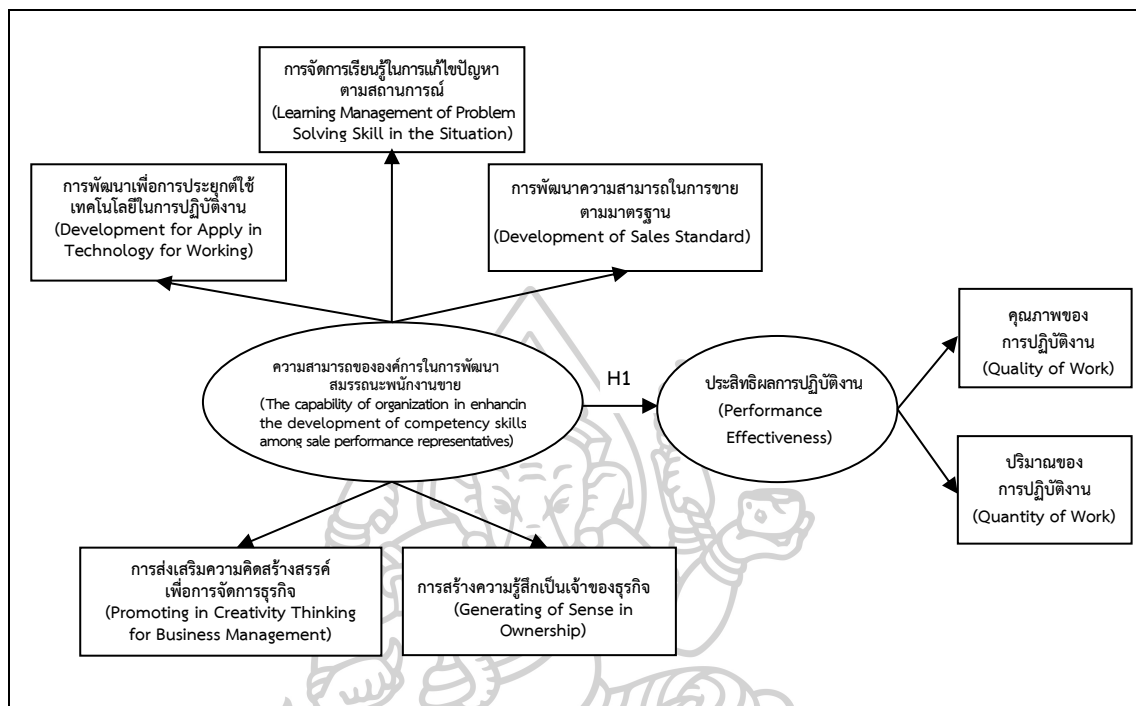 การจัดการเรียนรู้ในการแก้ไขปัญหา
ตามสถานการณ์
(Learning Management of Problem
Solving Skill in the Situation)
การพัฒนาเพื่อการประยุกต์ใช้
เทคโนโลยีในการปฏิบัติงาน
(Development for Apply in
Technology for Working)
การพัฒนาความสามารถในการขาย
ตามมาตรฐาน
(Development of Sales Standard)
ความสามารถขององค์การในการพัฒนา
สมรรถนะพนักงานขาย
(The capability of organization in enhancin
the development of competency skills
among sale performance representatives)
H1
ประสิทธิผลการปฏิบัติงาน
(Performance
Effectiveness)
คุณภาพของ
การปฏิบัติงาน
(Quality of Work)
ปริมาณของ
การปฏิบัติงาน
(Quantity of Work)
การส่งเสริมความคิดสร้างสรรค์
เพื่อการจัดการธุรกิจ
(Promoting in Creativity Thinking
for Business Management)
การสร้างความรู้สึกเป็นเจ้าของธุรกิจ
(Generating of Sense in
Ownership)